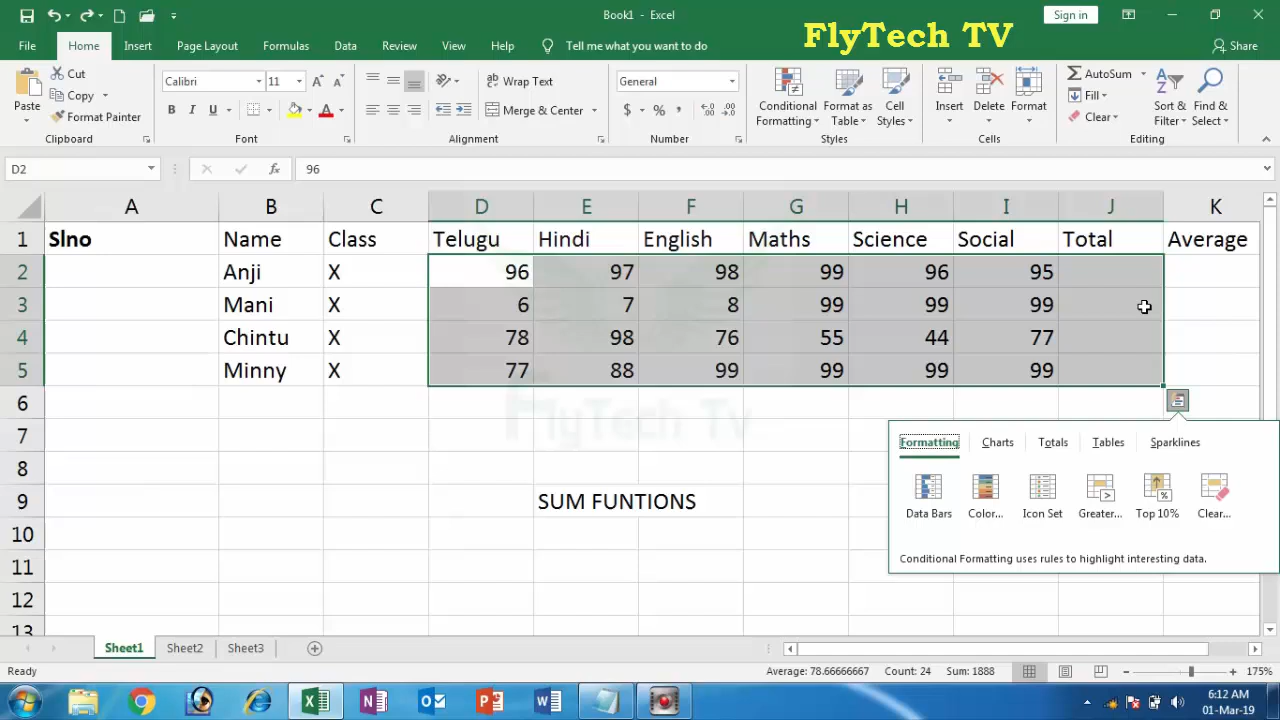 Book1 - Excel
FlyTech TV
Sign in
File Home Insert Page Layout Formulas Data Review View Help Tell me what you want to do Share
Paste
Cut
Copy
Format Painter
Clipboard
Calibri 11
B I U
Font
Wrap Text
Merge & Center
Alignment
General
$ % ,
Number
Conditional Formatting
Format as Table
Cell Styles
Styles
Insert
Delete
Format
Cells
AutoSum
Fill
Clear
Sort & Filter
Find & Select
Editing
D2 fx 96
A B C D E F G H I J K
1 Slno Name Class Telugu Hindi English Maths Science Social Total Average
2 Anji X 96 97 98 99 96 95
3 Mani X 6 7 8 99 99 99
4 Chintu X 78 98 76 55 44 77
5 Minny X 77 88 99 99 99 99
6
FlyTech TV
7
8
9 SUM FUNTIONS
10
11
12
13
Formatting Charts Totals Tables Sparklines
Data Bars Color... Icon Set Greater... Top 10% Clear...
Conditional Formatting uses rules to highlight interesting data.
Sheet1 Sheet2 Sheet3
Ready Average: 78.66666667 Count: 24 Sum: 1888 175%
6:12 AM
01-Mar-19